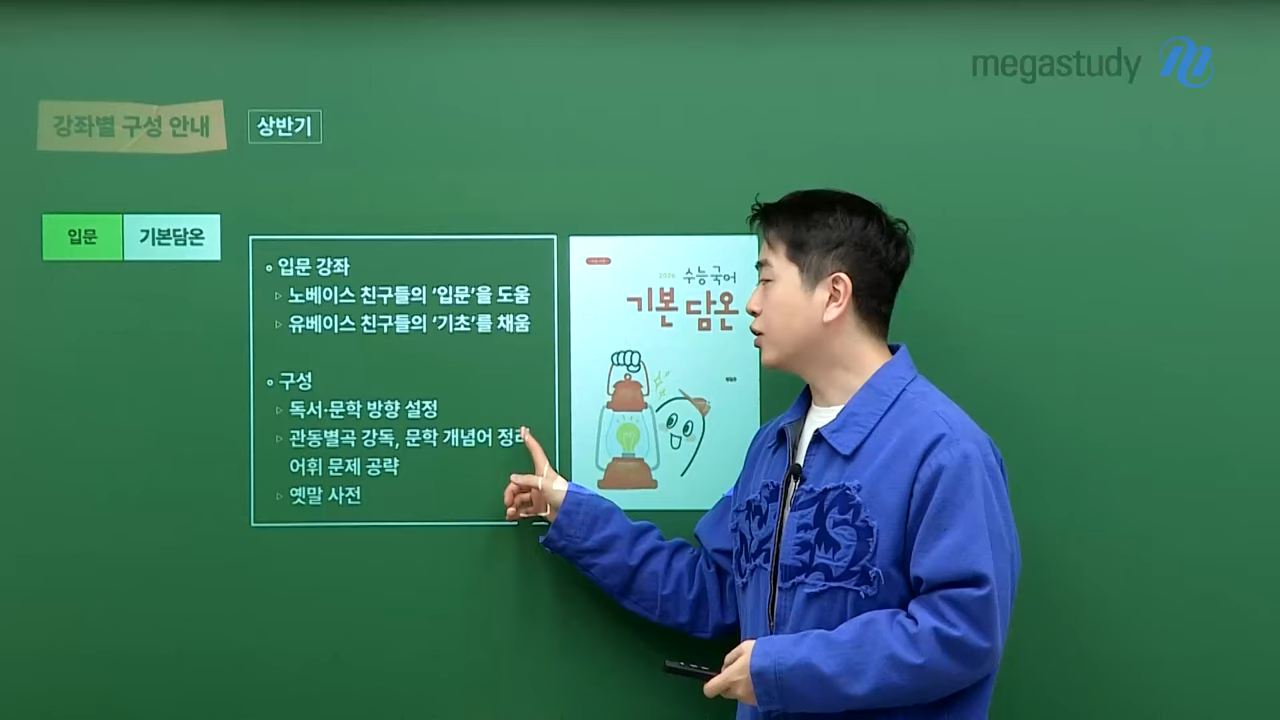 megastudy
강좌별 구성 안내
상반기
입문
기본담온
입문 강좌
노베이스 친구들의 ‘입문’을 도움
유베이스 친구들의 ‘기초’를 채움
구성
독서·문학 방향 설정
관동별곡 강독, 문학 개념어 정리
어휘 문제 공략
옛말 사전
2026 수능 국어
기본 담온